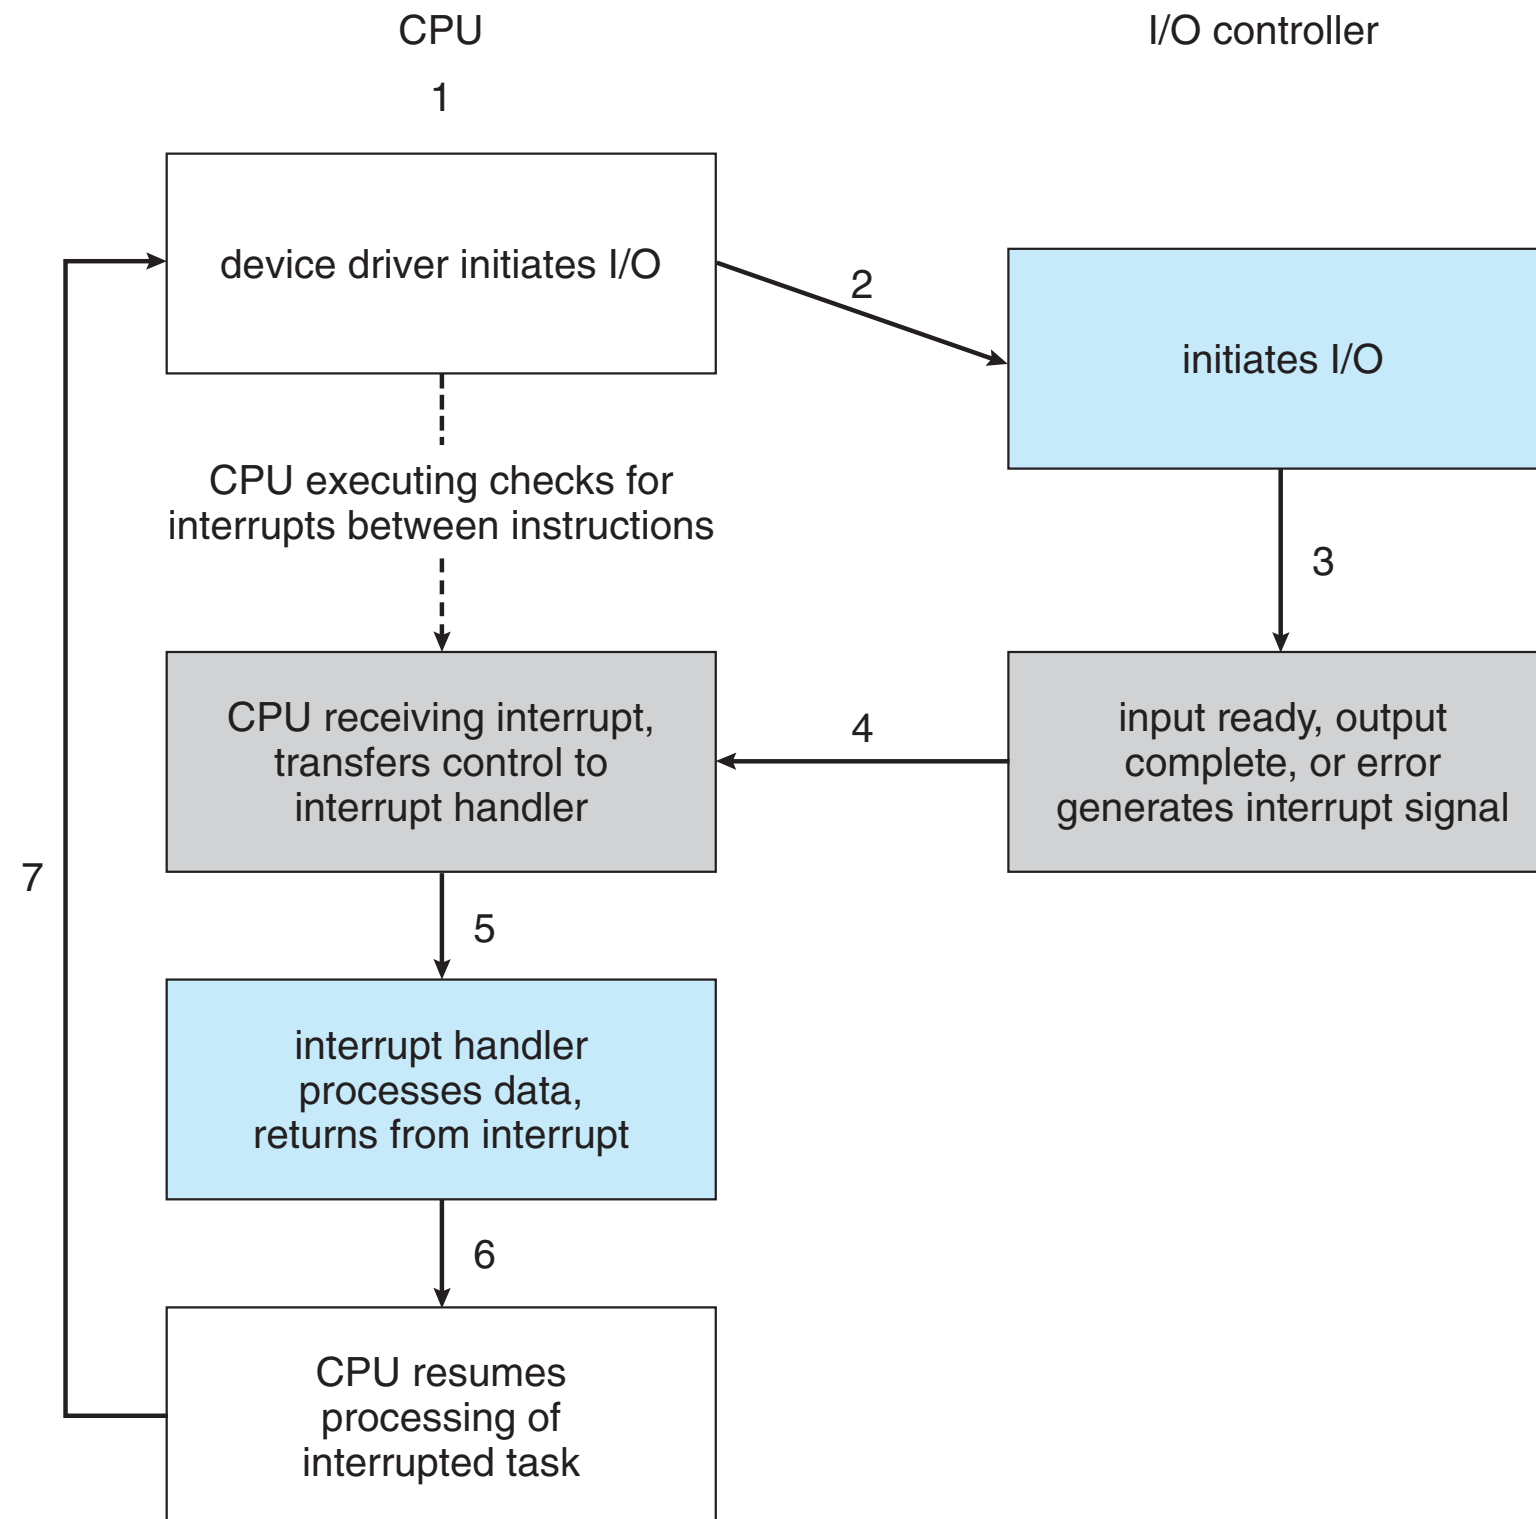 CPU
I/O controller
1
device driver initiates I/O
2
initiates I/O
CPU executing checks for
interrupts between instructions
3
CPU receiving interrupt,
transfers control to
interrupt handler
4
input ready, output
complete, or error
generates interrupt signal
7
5
interrupt handler
processes data,
returns from interrupt
6
CPU resumes
processing of
interrupted task